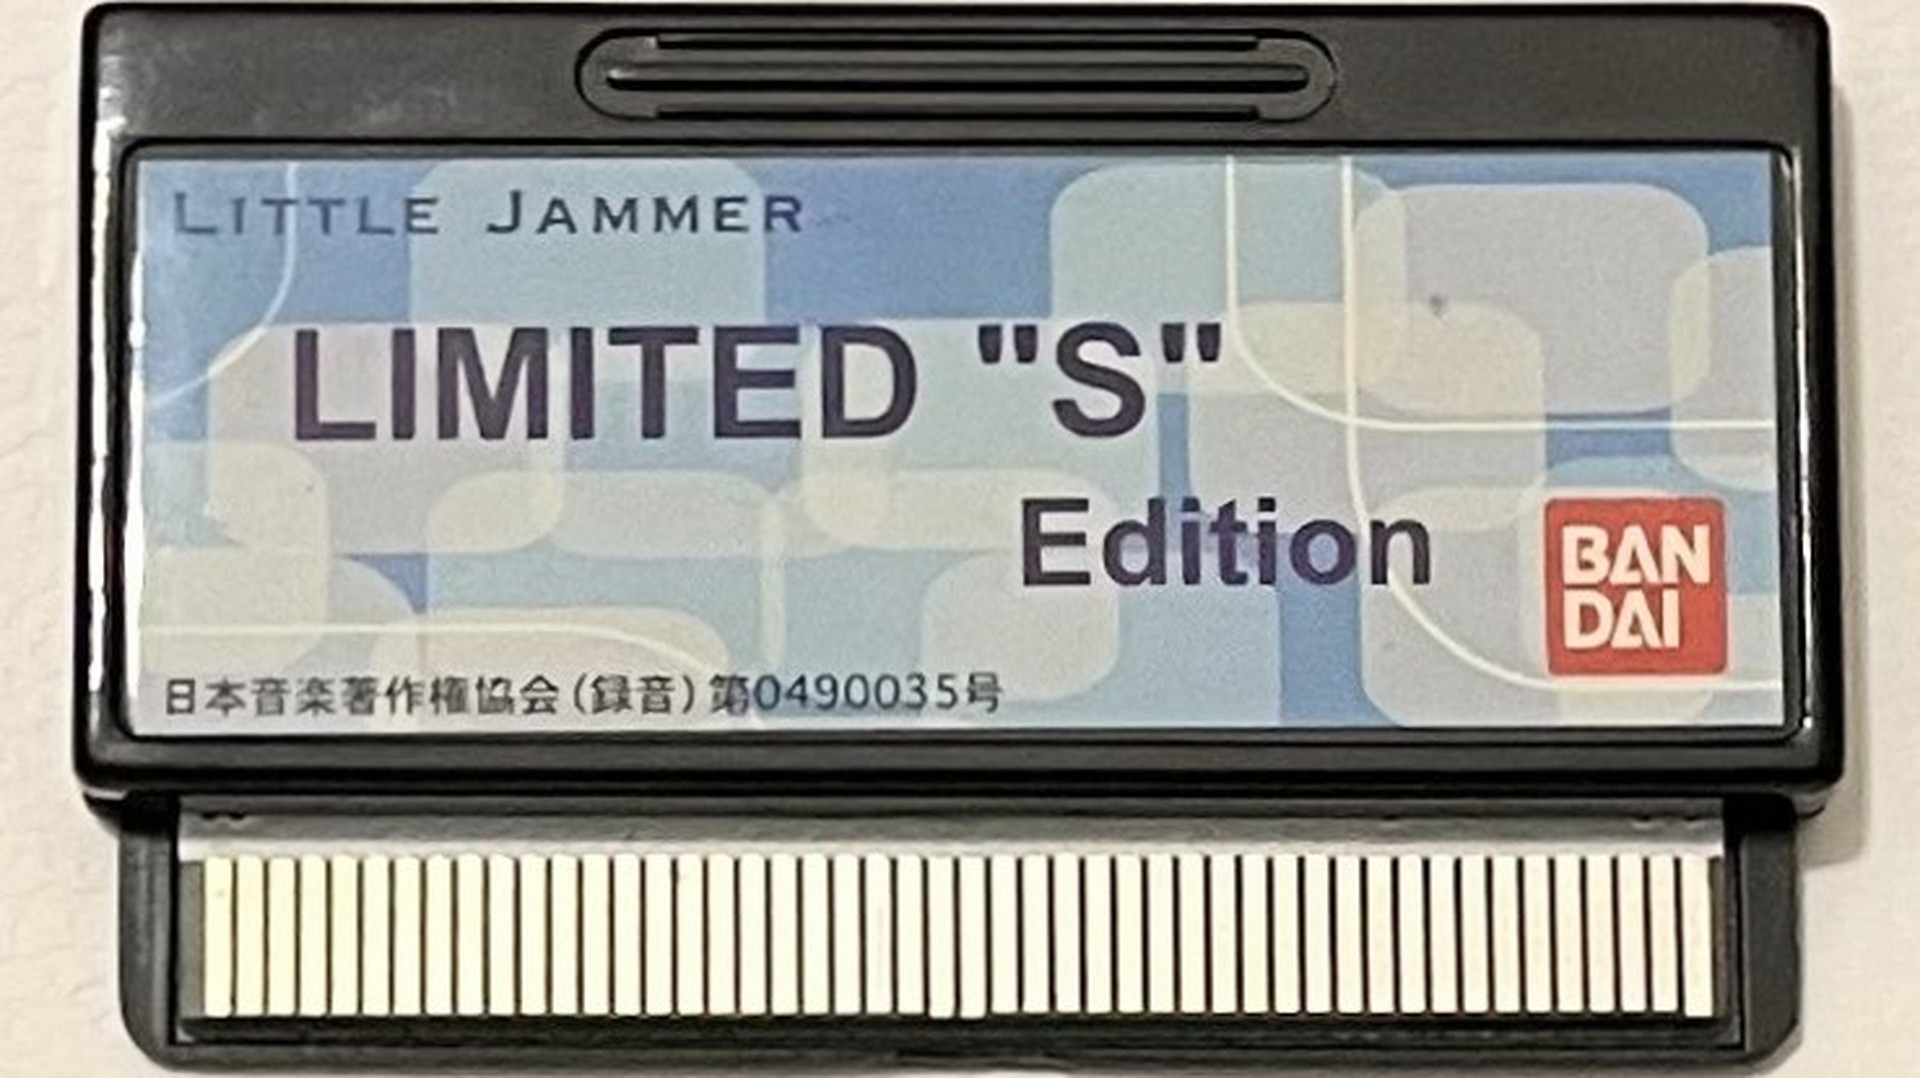 LITTLE JAMMER
LIMITED "S"
Edition
BAN
DAI
日本音楽著作権協会(録音)第0490035号